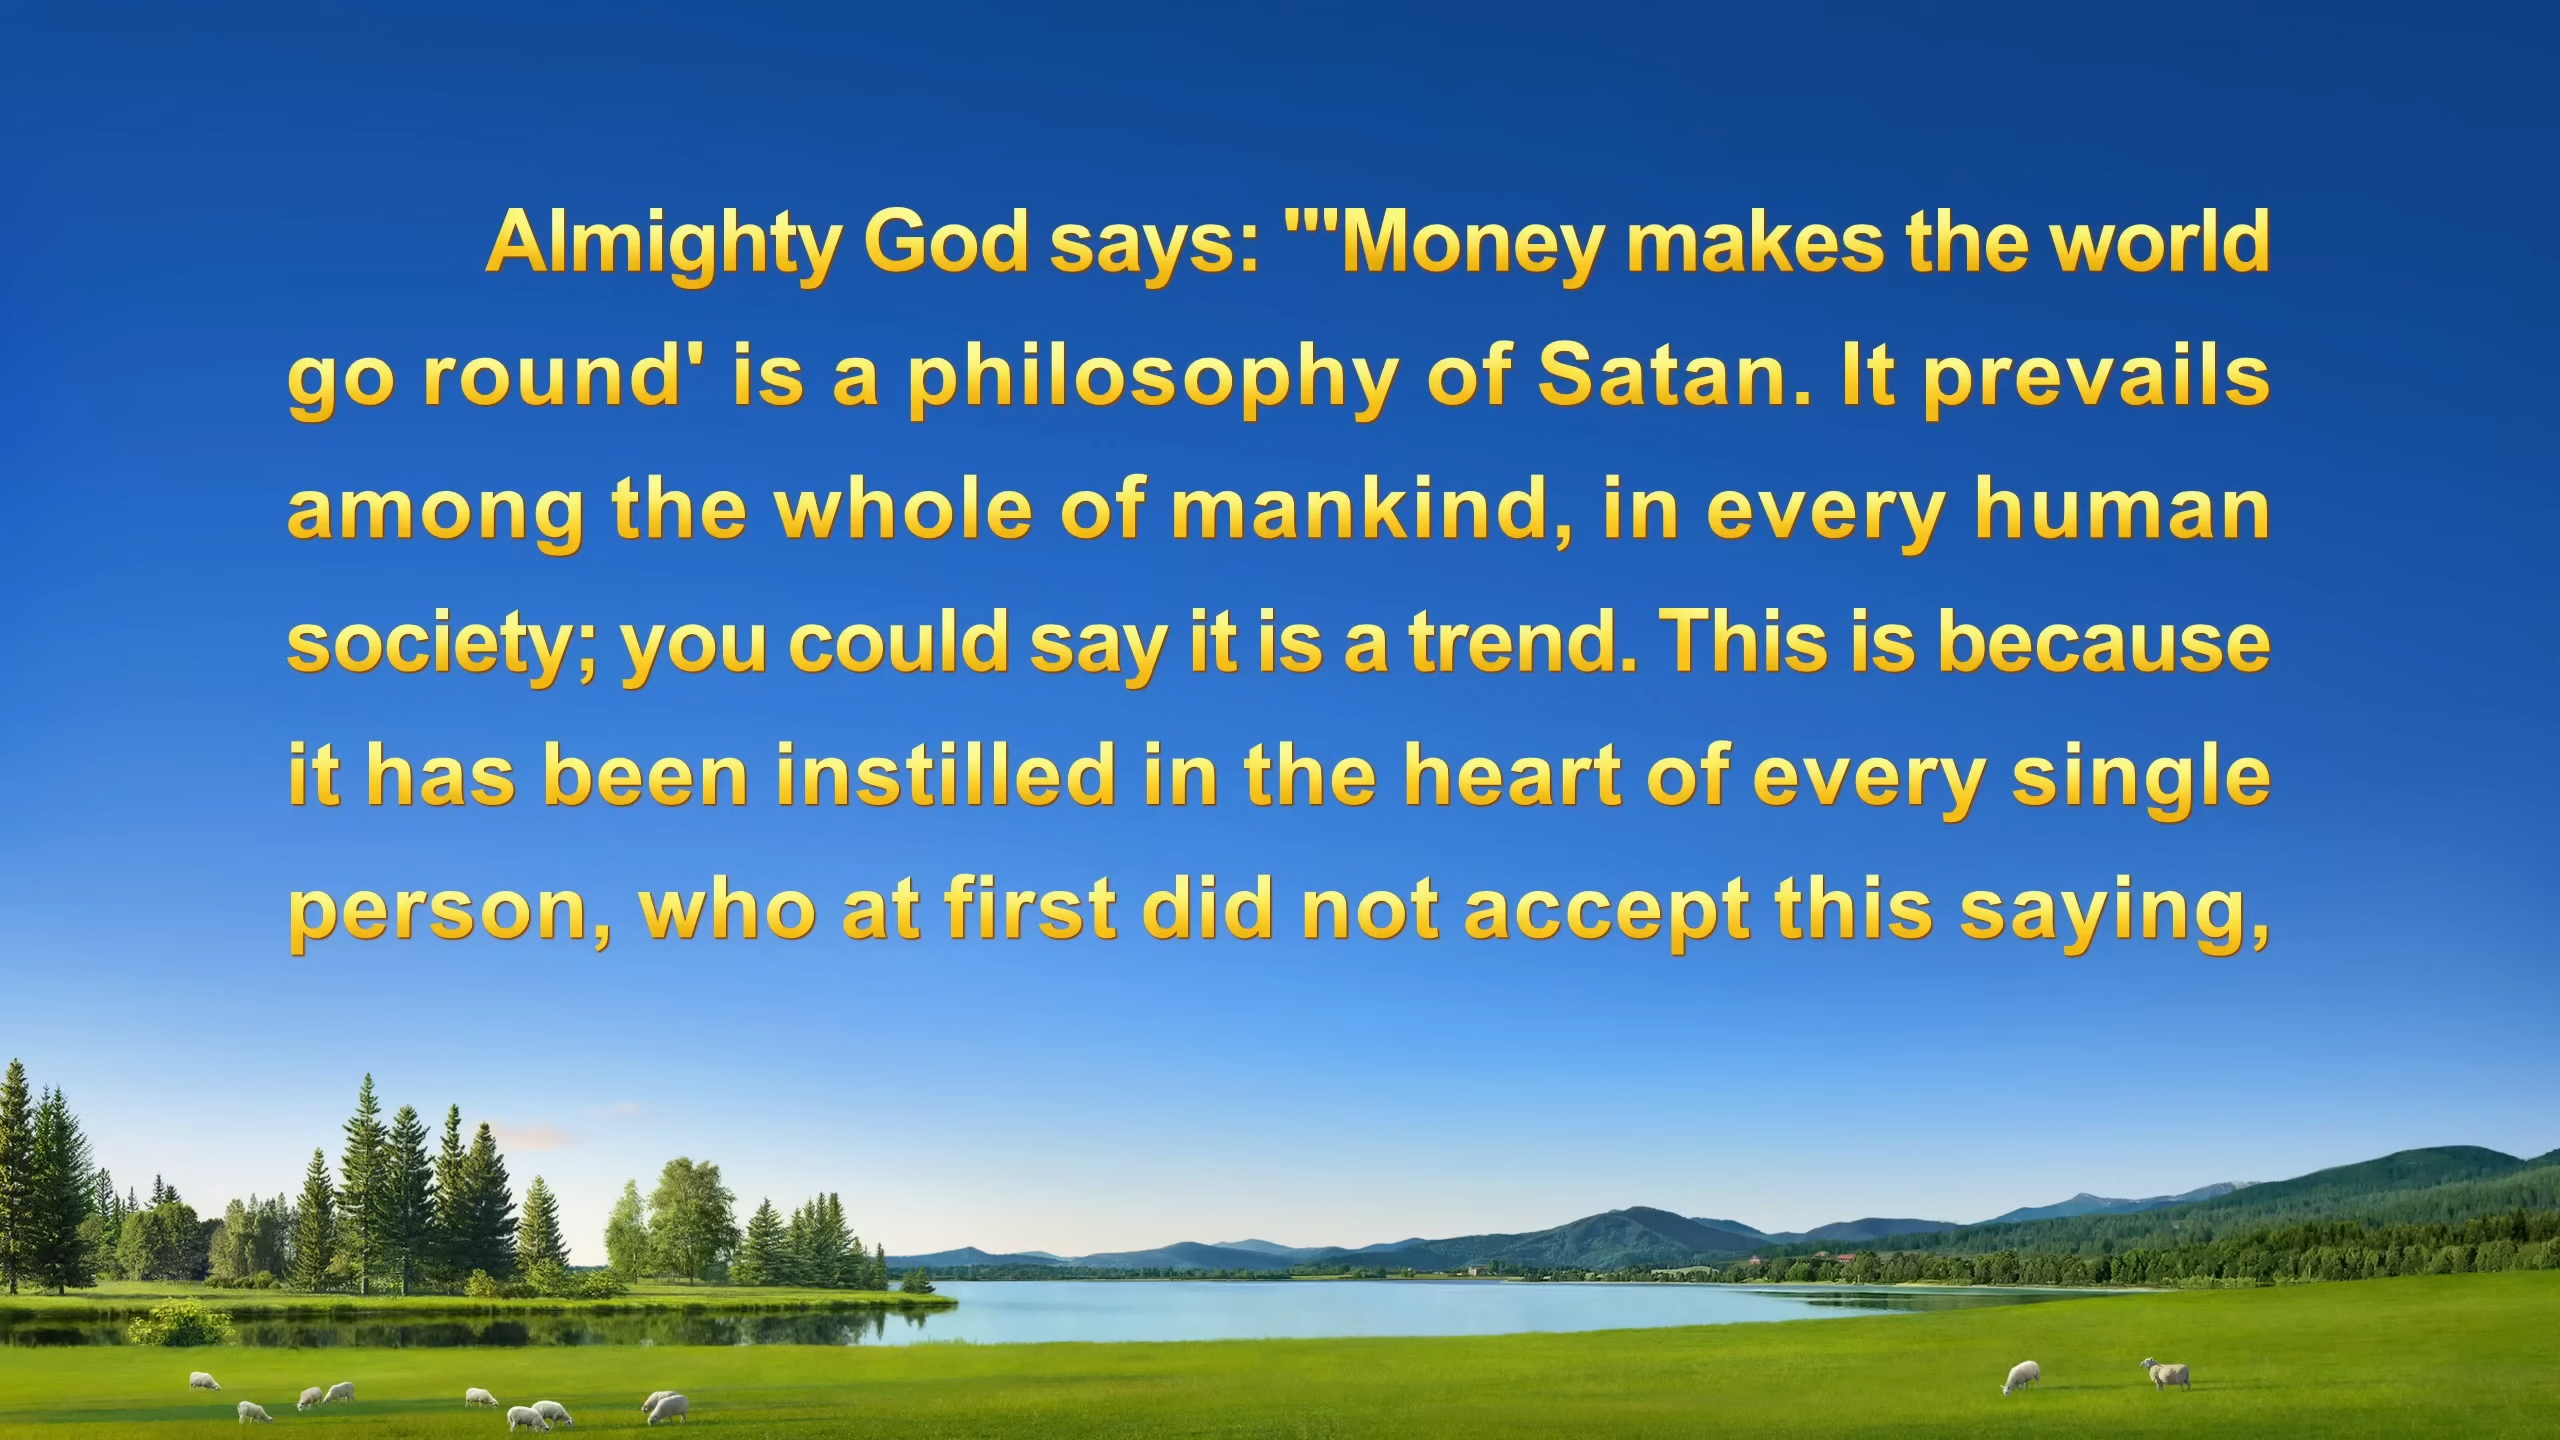 Almighty God says: "'Money makes the world
go round' is a philosophy of Satan. It prevails
among the whole of mankind, in every human
society; you could say it is a trend. This is because
it has been instilled in the heart of every single
person, who at first did not accept this saying,